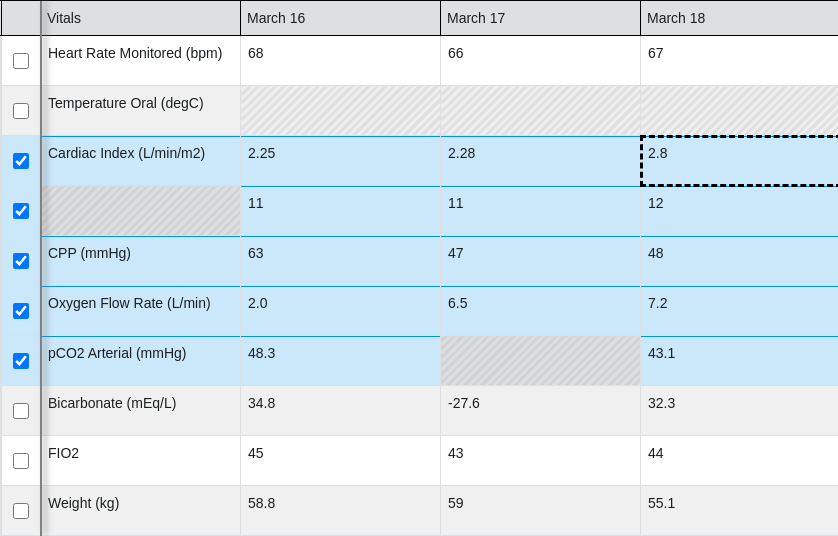 Vitals March 16 March 17 March 18
Heart Rate Monitored (bpm) 68 66 67
Temperature Oral (degC)
Cardiac Index (L/min/m2) 2.25 2.28 2.8
11 11 12
CPP (mmHg) 63 47 48
Oxygen Flow Rate (L/min) 2.0 6.5 7.2
pCO2 Arterial (mmHg) 48.3 43.1
Bicarbonate (mEq/L) 34.8 -27.6 32.3
FIO2 45 43 44
Weight (kg) 58.8 59 55.1